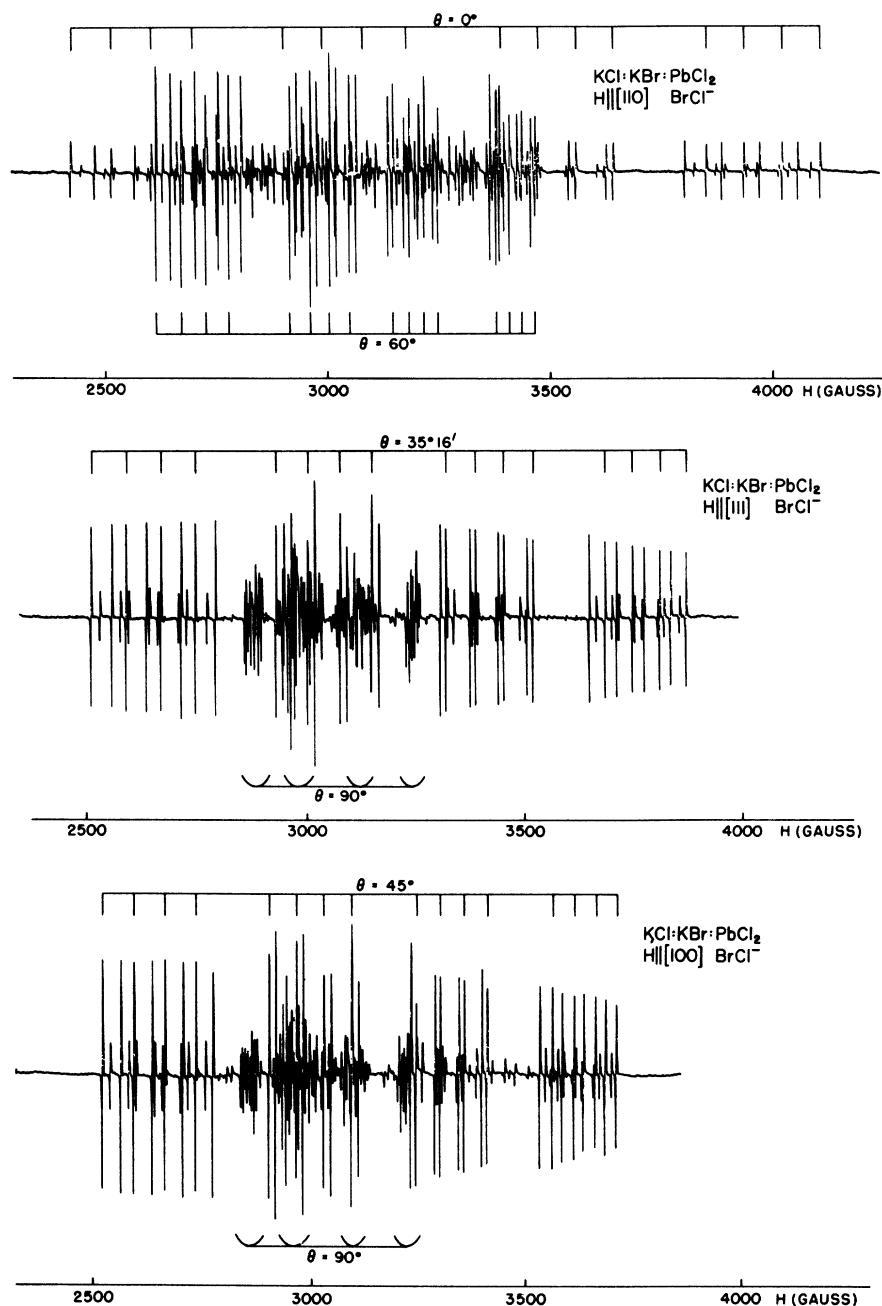 θ = 0°
KCl:KBr:PbCl₂
H||[110] BrCl⁻
θ = 60°
2500 3000 3500 4000 H (GAUSS)
θ = 35°16′
KCl:KBr:PbCl₂
H||[111] BrCl⁻
θ = 90°
2500 3000 3500 4000 H (GAUSS)
θ = 45°
KCl:KBr:PbCl₂
H||[100] BrCl⁻
θ = 90°
2500 3000 3500 4000 H (GAUSS)